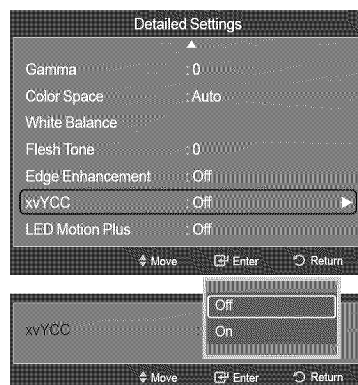 Detailed Settings
Gamma : 0
Color Space : Auto
White Balance
Flesh Tone : 0
Edge Enhancement : Off
xvYCC : Off
LED Motion Plus : Off
Move Enter Return
xvYCC :
Off
On
Move Enter Return